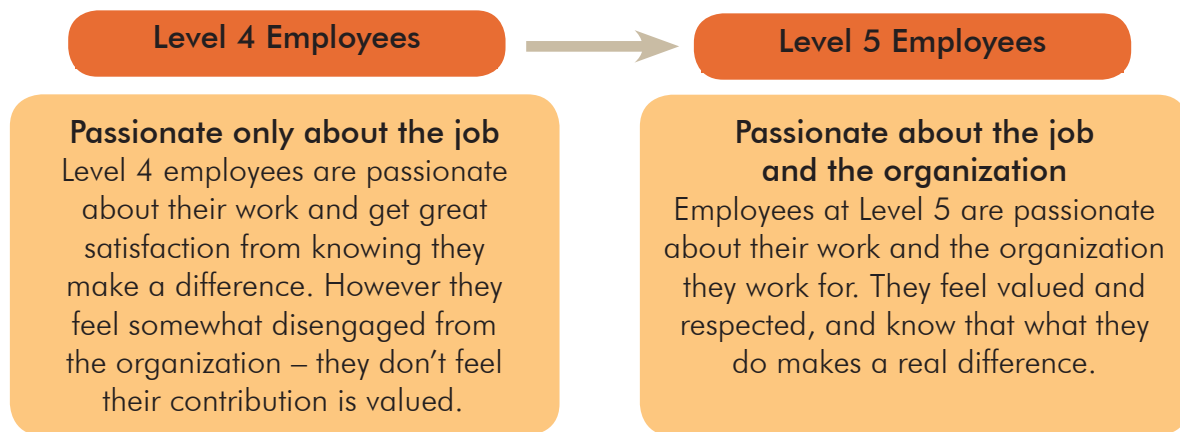 Level 4 Employees
Passionate only about the job
Level 4 employees are passionate
about their work and get great
satisfaction from knowing they
make a difference. However they
feel somewhat disengaged from
the organization – they don’t feel
their contribution is valued.
Level 5 Employees
Passionate about the job
and the organization
Employees at Level 5 are passionate
about their work and the organization
they work for. They feel valued and
respected, and know that what they
do makes a real difference.